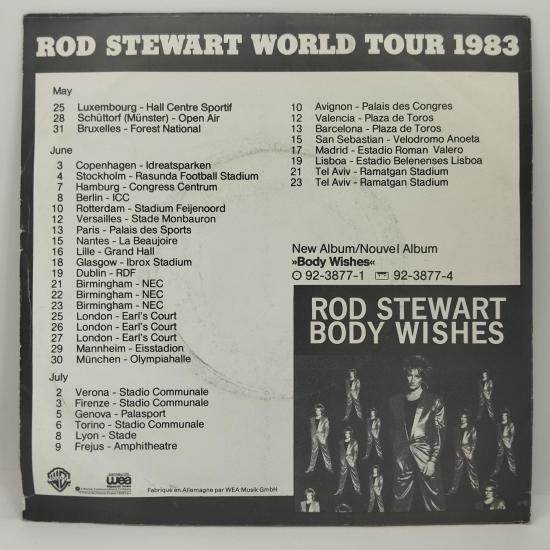 ROD STEWART WORLD TOUR 1983
May
25 Luxembourg - Hall Centre Sportif
28 Schüttorf (Münster) - Open Air
31 Bruxelles - Forest National
June
3 Copenhagen - Idreatsparken
4 Stockholm - Rasunda Football Stadium
7 Hamburg - Congress Centrum
8 Berlin - ICC
10 Rotterdam - Stadium Feijenoord
12 Versailles - Stade Monbauron
13 Paris - Palais des Sports
15 Nantes - La Beaujoire
16 Lille - Grand Hall
18 Glasgow - Ibrox Stadium
19 Dublin - RDF
21 Birmingham - NEC
22 Birmingham - NEC
23 Birmingham - NEC
25 London - Earl's Court
26 London - Earl's Court
27 London - Earl's Court
29 Mannheim - Eisstadion
30 München - Olympiahalle
July
2 Verona - Stadio Communale
3 Firenze - Stadio Communale
5 Genova - Palasport
6 Torino - Stadio Communale
8 Lyon - Stade
9 Frejus - Amphitheatre
10 Avignon - Palais des Congres
12 Valencia - Plaza de Toros
13 Barcelona - Plaza de Toros
15 San Sebastian - Velodromo Anoeta
17 Madrid - Estadio Roman Valero
19 Lisboa - Estadio Belenenses Lisboa
21 Tel Aviv - Ramatgan Stadium
23 Tel Aviv - Ramatgan Stadium
New Album/Nouvel Album
»Body Wishes«
92-3877-1 92-3877-4
ROD STEWART
BODY WISHES
wea
Fabriqué en Allemagne par WEA Musik GmbH